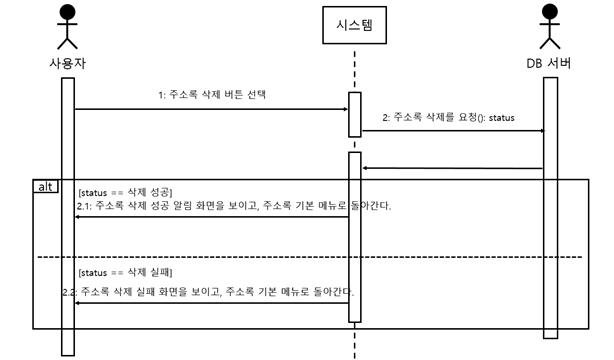 시스템
사용자
DB 서버
1: 주소록 삭제 버튼 선택
2: 주소록 삭제를 요청(): status
alt
[status == 삭제 성공]
2.1: 주소록 삭제 성공 알림 화면을 보이고, 주소록 기본 메뉴로 돌아간다.
[status == 삭제 실패]
2.2: 주소록 삭제 실패 화면을 보이고, 주소록 기본 메뉴로 돌아간다.